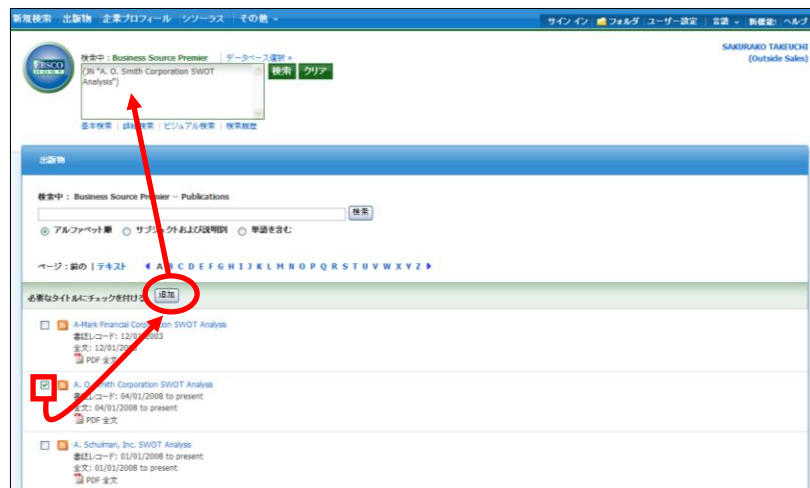 新規検索 出版物 企業プロフィール シソーラス その他
サインイン フォルダ ユーザー設定 言語 新機能! ヘルプ
SAKURAKO TAKEUCHI
(Outside Sales)
EBSCO HOST
検索中 : Business Source Premier データベース選択 »
(JN "A. O. Smith Corporation SWOT
Analysis")
検索 クリア
基本検索 詳細検索 ビジュアル検索 検索履歴
出版物
検索中 : Business Source Premier -- Publications
検索
アルファベット順 サブジェクトおよび説明別 単語を含む
ページ : 前の | テキスト A B C D E F G H I J K L M N O P Q R S T U V W X Y Z
必要なタイトルにチェックを付ける 追加
A-Mark Financial Corporation SWOT Analysis
書誌レコード: 12/01/2003
全文: 12/01/2003
PDF 全文
A. O. Smith Corporation SWOT Analysis
書誌レコード: 04/01/2008 to present
全文: 04/01/2008 to present
PDF 全文
A. Schulman, Inc. SWOT Analysis
書誌レコード: 01/01/2008 to present
全文: 01/01/2008 to present
PDF 全文